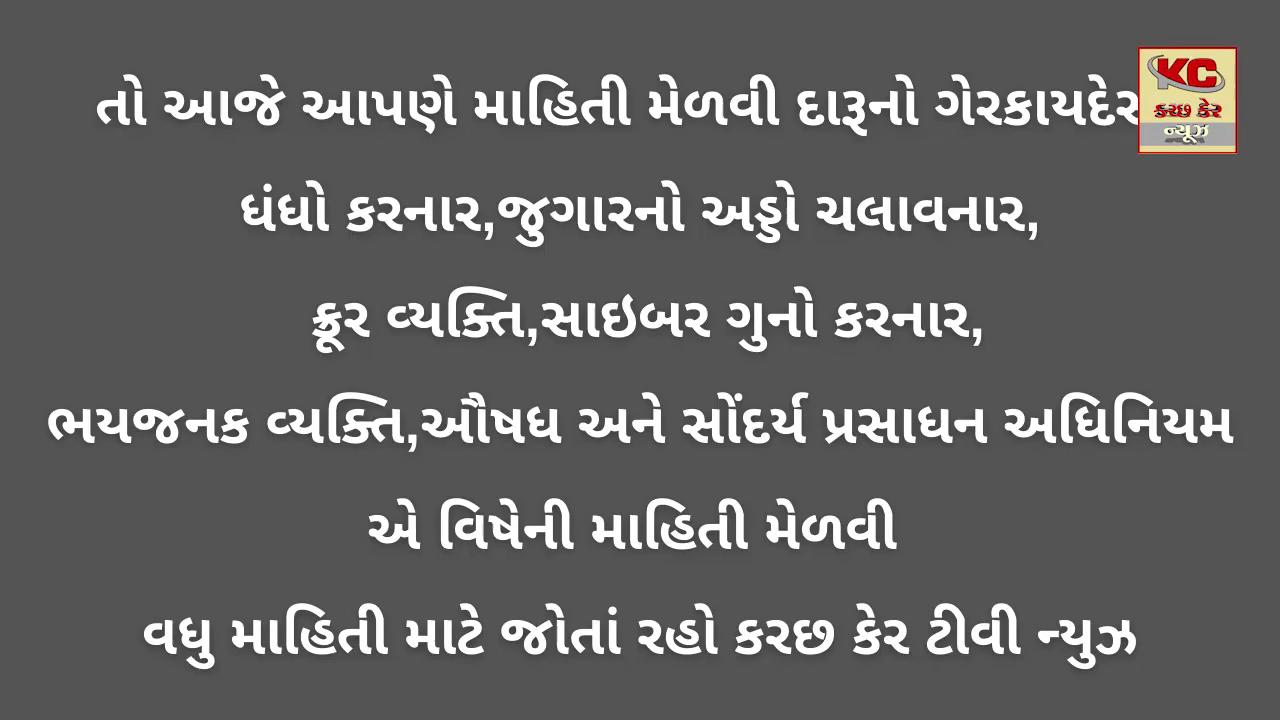 તો આજે આપણે માહિતી મેળવી દારૂનો ગેરકાયદેસ
ધંધો કરનાર,જુગારનો અડ્ડો ચલાવનાર,
ક્રૂર વ્યક્તિ,સાઇબર ગુનો કરનાર,
ભયજનક વ્યક્તિ,ઔષધ અને સોંદર્ય પ્રસાધન અધિનિયમ
એ વિષેની માહિતી મેળવી
વધુ માહિતી માટે જોતાં રહો કચ્છ કેર ટીવી ન્યુઝ
KC
કચ્છ કેર
ન્યૂઝ